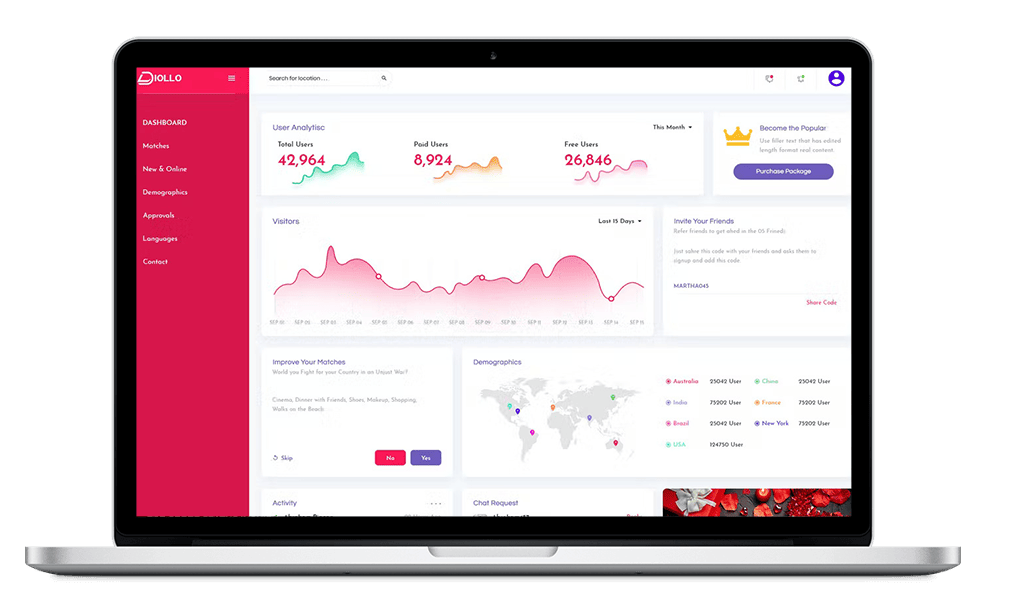 DIOLLO
Search for location....
DASHBOARD
Matches
New & Online
Demographics
Approvals
Languages
Contact
User Analytisc
This Month
Total Users
42,964
Paid Users
8,924
Free Users
26,846
Become the Popular
Use filler text that has edited
length format real content.
Purchase Package
Visitors
Last 15 Days
SEP 02 SEP 03 SEP 04 SEP 05 SEP 06 SEP 07 SEP 08 SEP 09 SEP 10 SEP 11 SEP 12 SEP 13 SEP 14 SEP 15
Invite Your Friends
Refer friends to get in the 05
Just this code with your friends and asks them to
signup and add this code
MARTHA045
Share Code
Improve Your Matches
World you Fight for your Country in an Unjust War?
Cinema, Dinner with Friends, Shoes, Makeup, Shopping,
Walks on the Beach
Skip
No
Yes
Demographics
Australia 25042 User
China 25042 User
India 75202 User
France 75202 User
Brazil 25042 User
New York 75202 User
USA 124750 User
Activity
Chat Request